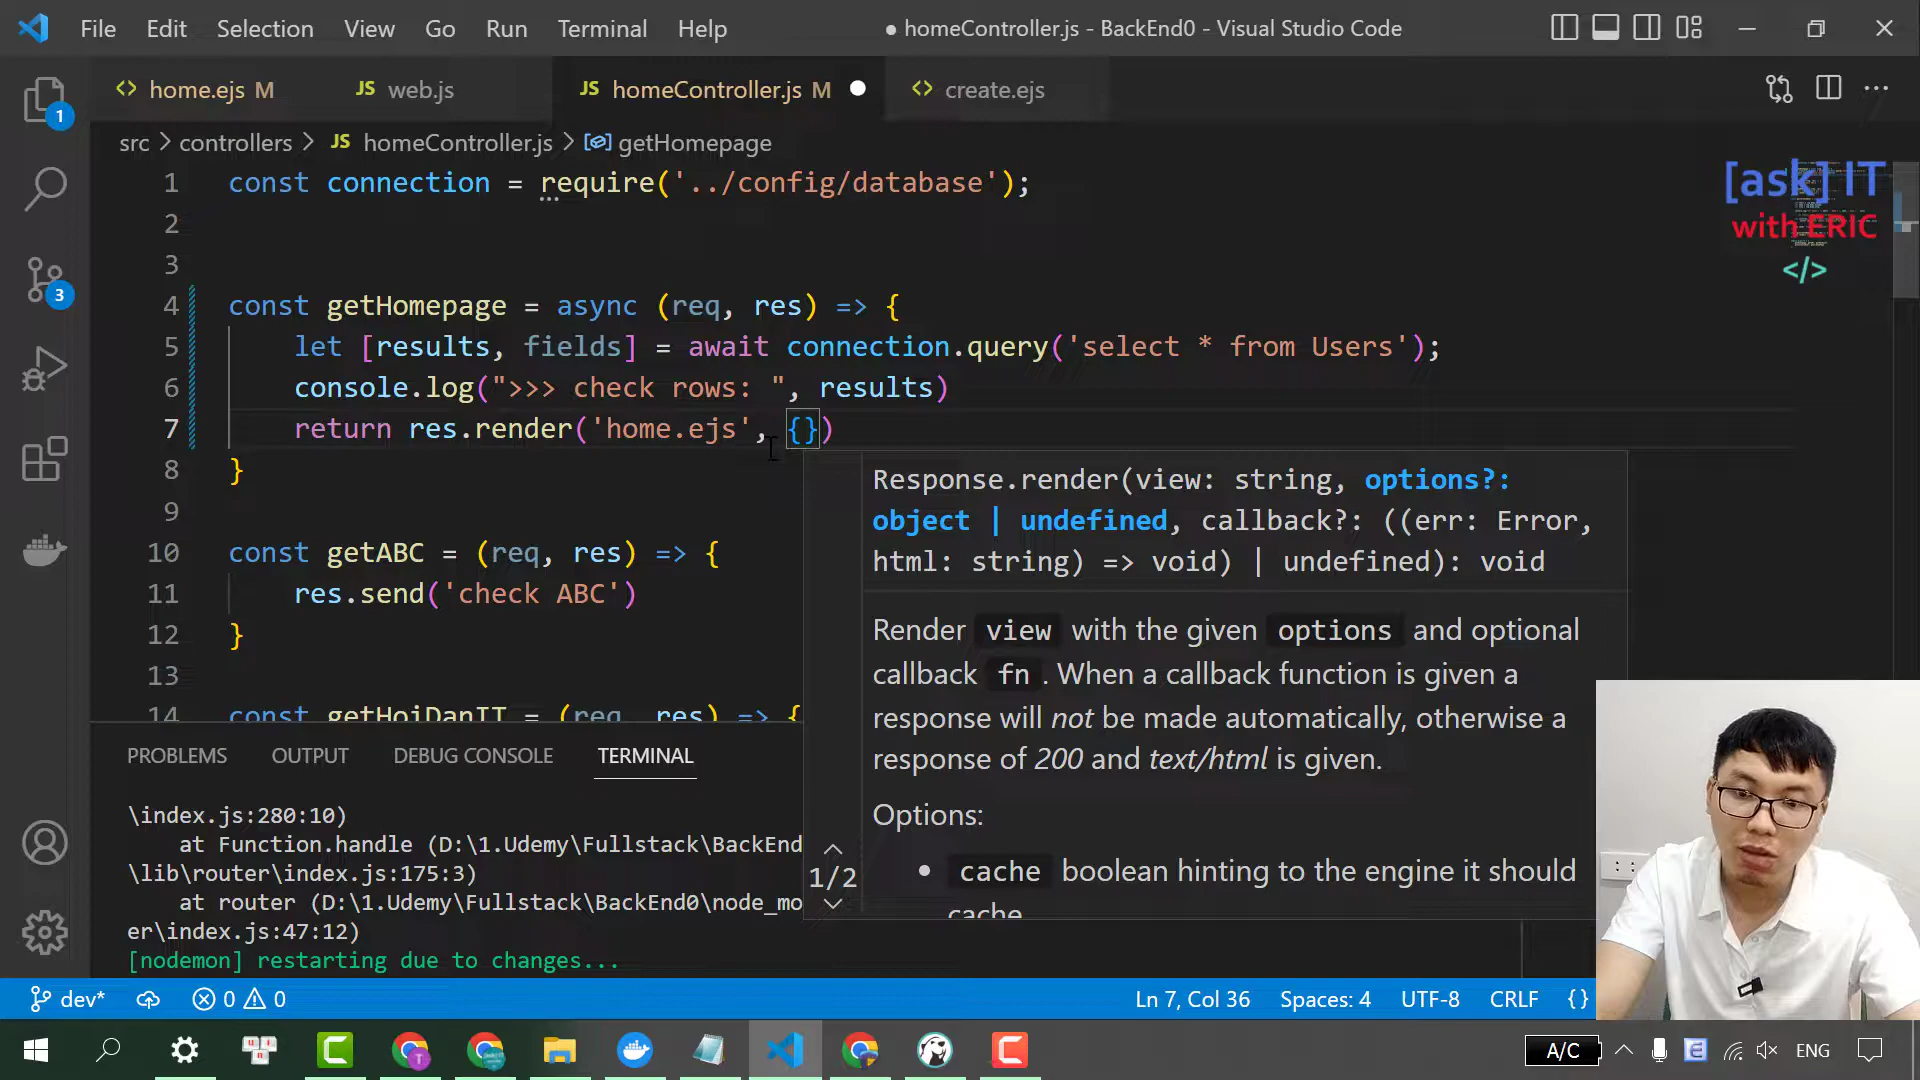 File Edit Selection View Go Run Terminal Help
● homeController.js - BackEnd0 - Visual Studio Code
home.ejs M
web.js
homeController.js M
create.ejs
src > controllers > JS homeController.js > getHomepage
1 const connection = require('../config/database');
2
3
4 const getHomepage = async (req, res) => {
5 let [results, fields] = await connection.query('select * from Users');
6 console.log(">>> check rows: ", results)
7 return res.render('home.ejs', {})
8 }
9
10 const getABC = (req, res) => {
11 res.send('check ABC')
12 }
13
14 const getHoiDanIT = (req, res) => {
Response.render(view: string, options?:
object | undefined, callback?: ((err: Error,
html: string) => void) | undefined): void
Render view with the given options and optional
callback fn . When a callback function is given a
response will not be made automatically, otherwise a
response of 200 and text/html is given.
Options:
• cache boolean hinting to the engine it should
cache
1/2
[ask] IT
with ERIC
</>
1
3
PROBLEMS OUTPUT DEBUG CONSOLE TERMINAL
\index.js:280:10)
at Function.handle (D:\1.Udemy\Fullstack\BackEnd
\lib\router\index.js:175:3)
at router (D:\1.Udemy\Fullstack\BackEnd0\node_mo
er\index.js:47:12)
[nodemon] restarting due to changes...
dev* 0 0 Ln 7, Col 36 Spaces: 4 UTF-8 CRLF {}
A/C ENG